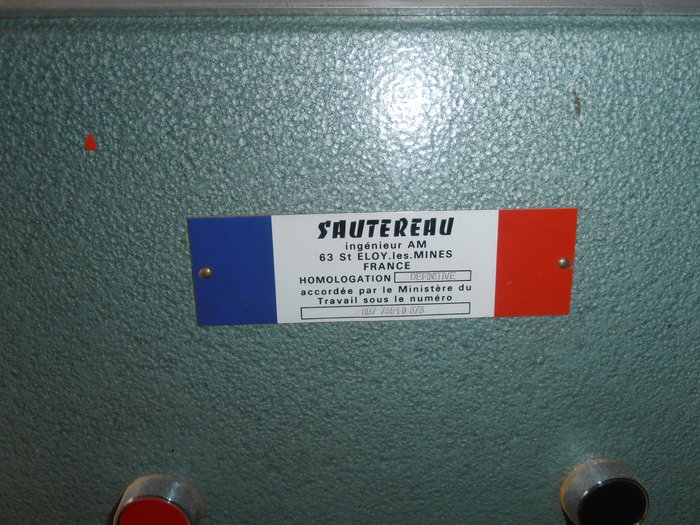 SAUTEREAU
ingénieur AM
63 St ELOY.les.MINES
FRANCE
HOMOLOGATION DEFINITIVE
accordée par le Ministère du
Travail sous le numéro